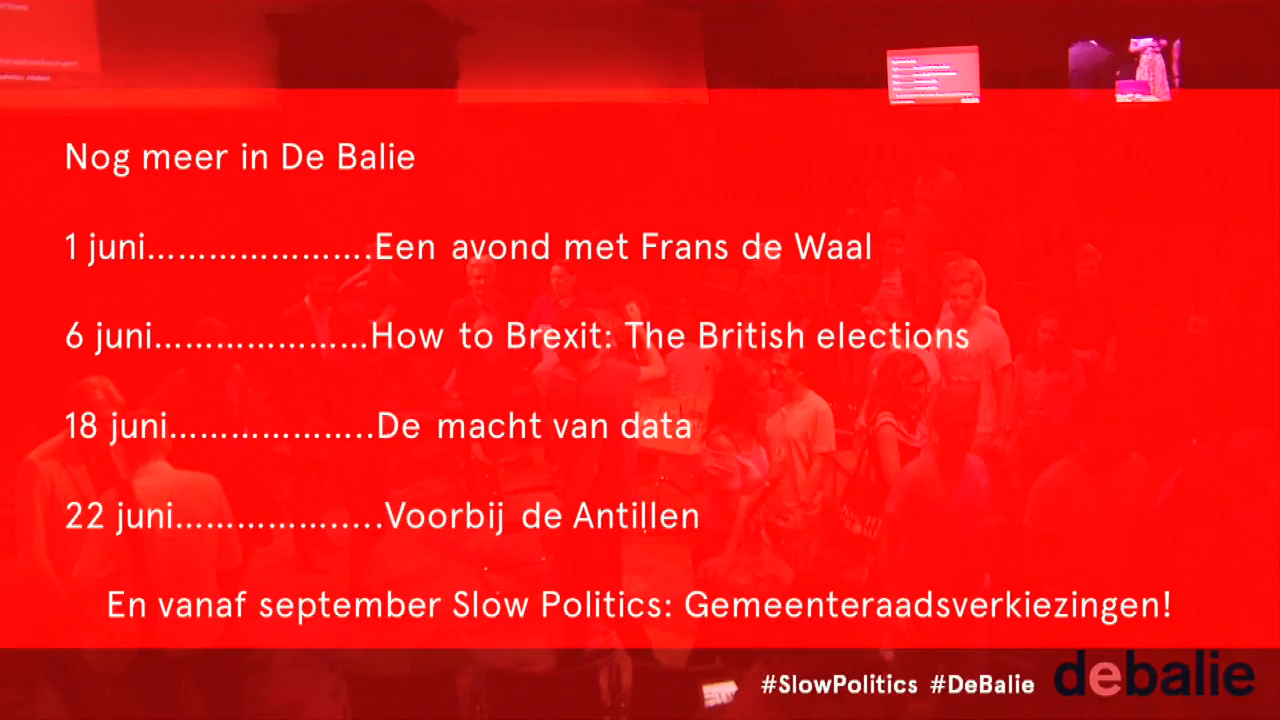 Nog meer in De Balie
1 juni......................Een avond met Frans de Waal
6 juni.....................How to Brexit: The British elections
18 juni....................De macht van data
22 juni....................Voorbij de Antillen
En vanaf september Slow Politics: Gemeenteraadsverkiezingen!
#SlowPolitics #DeBalie debalie